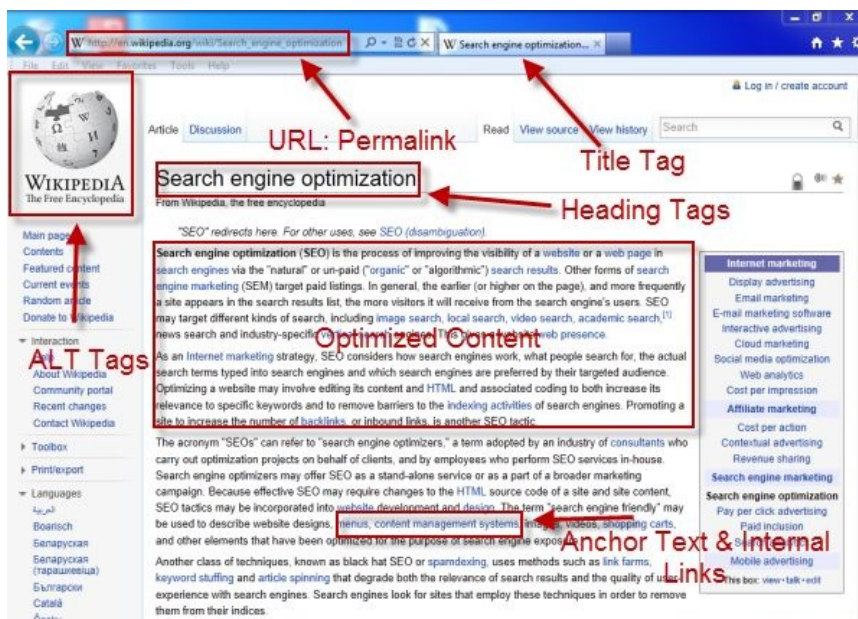 W http://en.wikipedia.org/wiki/Search_engine_optimization
W Search engine optimization... ×
File Edit View Favorites Tools Help
Log in / create account
Article Discussion
Read View source View history
Search
URL: Permalink
Title Tag
WIKIPEDIA
The Free Encyclopedia
Search engine optimization
Heading Tags
From Wikipedia, the free encyclopedia
"SEO" redirects here. For other uses, see SEO (disambiguation).
Main page
Contents
Featured content
Current events
Random article
Donate to Wikipedia
Interaction
About Wikipedia
Community portal
Recent changes
Contact Wikipedia
Toolbox
Print/export
Languages
العربية
Boarisch
Беларуская
Беларуская
(тарашкевіца)
Български
Català
ALT Tags
Search engine optimization (SEO) is the process of improving the visibility of a website or a web page in
search engines via the "natural" or un-paid ("organic" or "algorithmic") search results. Other forms of search
engine marketing (SEM) target paid listings. In general, the earlier (or higher on the page), and more frequently
a site appears in the search results list, the more visitors it will receive from the search engine's users. SEO
may target different kinds of search, including image search, local search, video search, academic search,[1]
news search and industry-specific web presence.
Optimized Content
As an Internet marketing strategy, SEO considers how search engines work, what people search for, the actual
search terms typed into search engines and which search engines are preferred by their targeted audience.
Optimizing a website may involve editing its content and HTML and associated coding to both increase its
relevance to specific keywords and to remove barriers to the indexing activities of search engines. Promoting a
site to increase the number of backlinks, or inbound links, is another SEO tactic.
The acronym "SEOs" can refer to "search engine optimizers," a term adopted by an industry of consultants who
carry out optimization projects on behalf of clients, and by employees who perform SEO services in-house.
Search engine optimizers may offer SEO as a stand-alone service or as a part of a broader marketing
campaign. Because effective SEO may require changes to the HTML source code of a site and site content,
SEO tactics may be incorporated into website development and design. The term "search engine friendly" may
be used to describe website designs, menus, content management systems, images, videos, shopping carts,
and other elements that have been optimized for the purpose of search engine exposure.
Anchor Text & Internal
Links
Another class of techniques, known as black hat SEO or spamdexing, uses methods such as link farms,
keyword stuffing and article spinning that degrade both the relevance of search results and the quality of user-
experience with search engines. Search engines look for sites that employ these techniques in order to remove
them from their indices.
Internet marketing
Display advertising
Email marketing
E-mail marketing software
Interactive advertising
Cloud marketing
Social media optimization
Web analytics
Cost per impression
Affiliate marketing
Cost per action
Contextual advertising
Revenue sharing
Search engine marketing
Search engine optimization
Pay per click advertising
Paid inclusion
Mobile advertising
This box: view · talk · edit